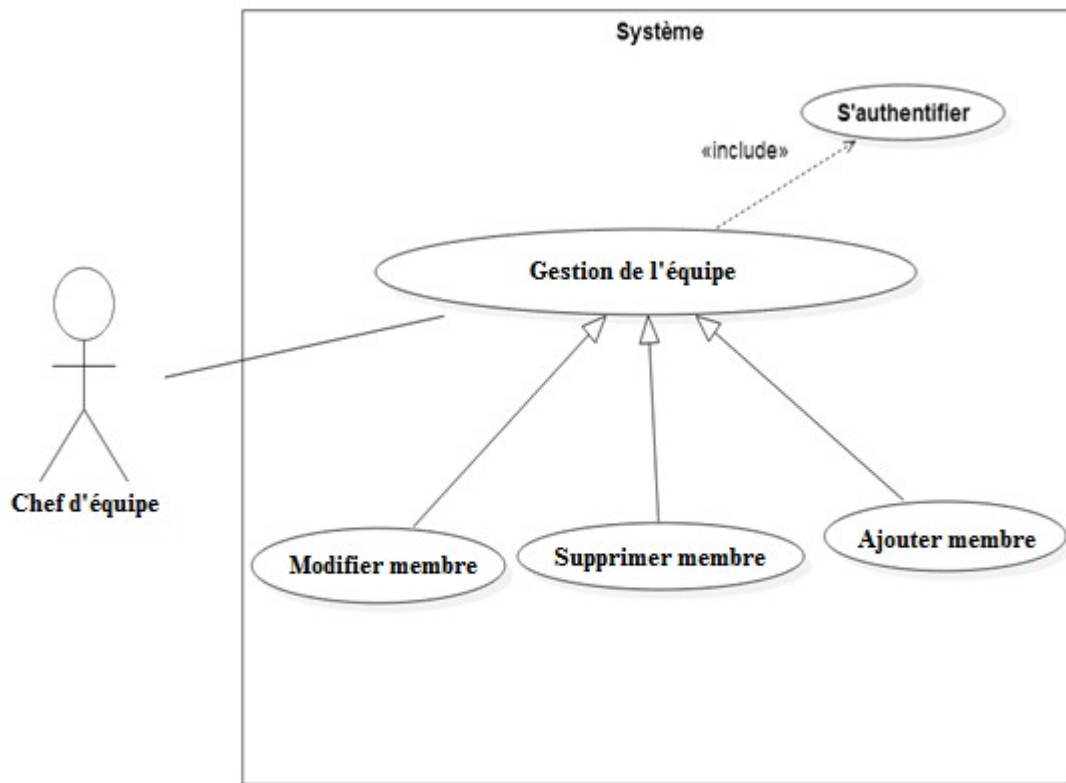 Système
S'authentifier
«include»
Gestion de l'équipe
Chef d'équipe
Modifier membre
Supprimer membre
Ajouter membre